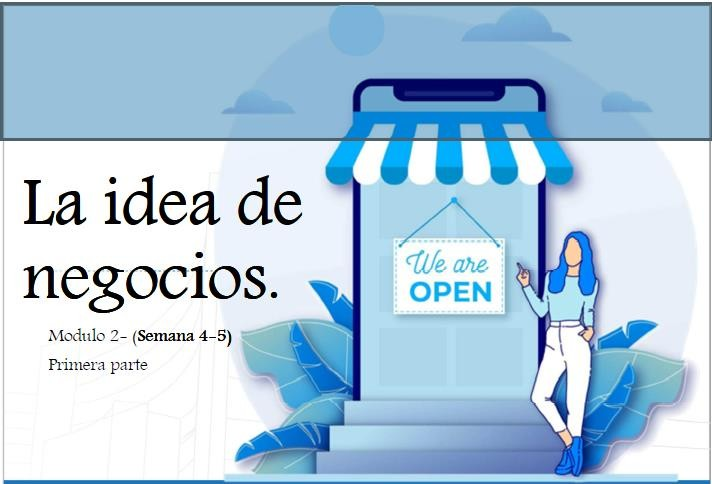 La idea de
negocios.
Modulo 2- (Semana 4-5)
Primera parte
We are
OPEN